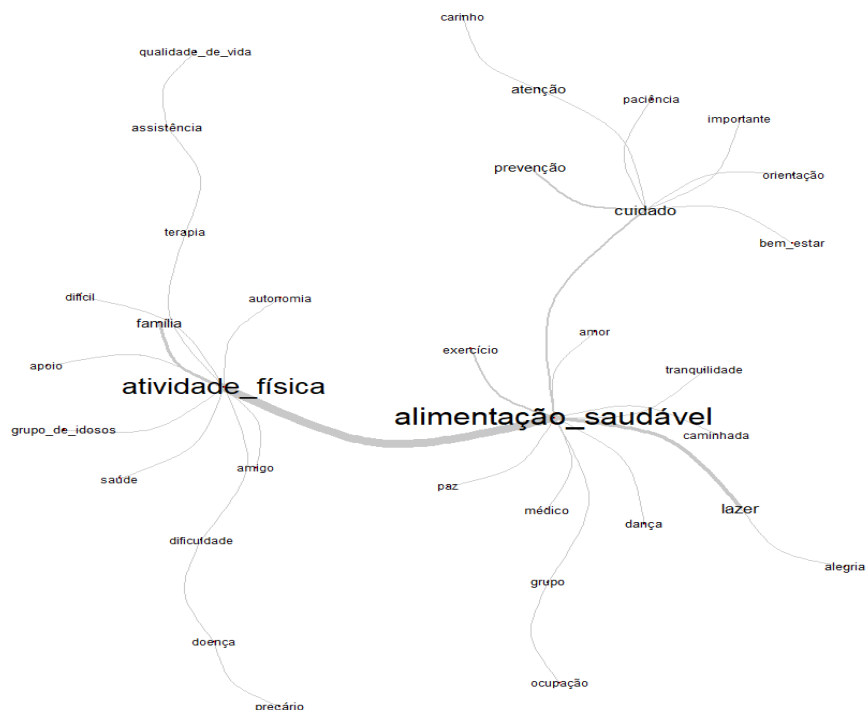 carinho
qualidade_de_vida
atenção
paciência
importante
assistência
prevenção
orientação
cuidado
terapia
bem_estar
difícil
autorromia
família
amor
exercício
apoio
tranquilidade
atividade_física
alimentação_saudável
grupo_de_idosos
caminhada
amigo
saúde
paz
médico
lazer
dança
dificuldade
alegria
grupo
doença
ocupação
precário